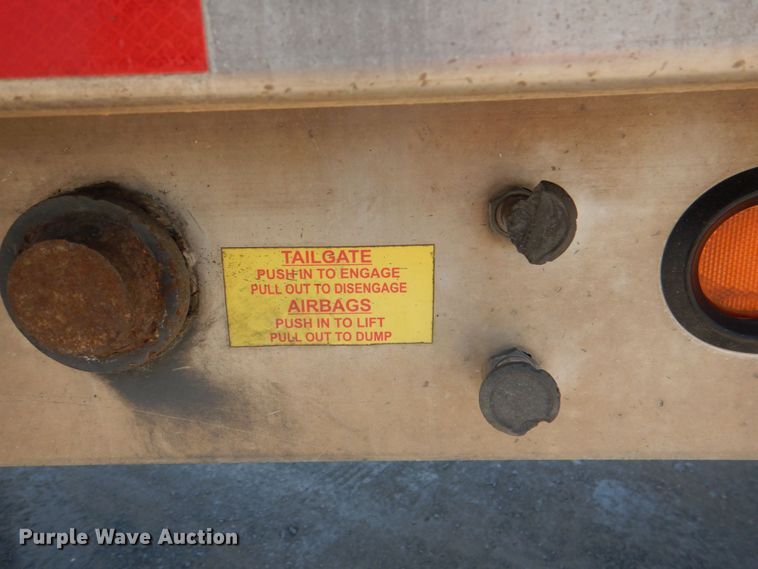 TAILGATE
PUSH IN TO ENGAGE
PULL OUT TO DISENGAGE
AIRBAGS
PUSH IN TO LIFT
PULL OUT TO DUMP
Purple Wave Auction